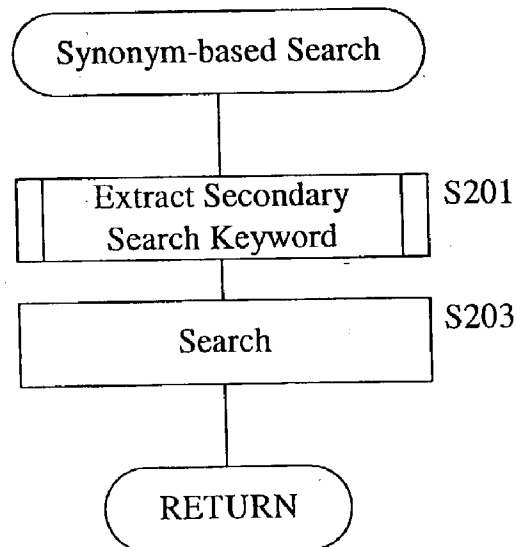 Synonym-based Search
Extract Secondary
Search Keyword
S201
Search
S203
RETURN